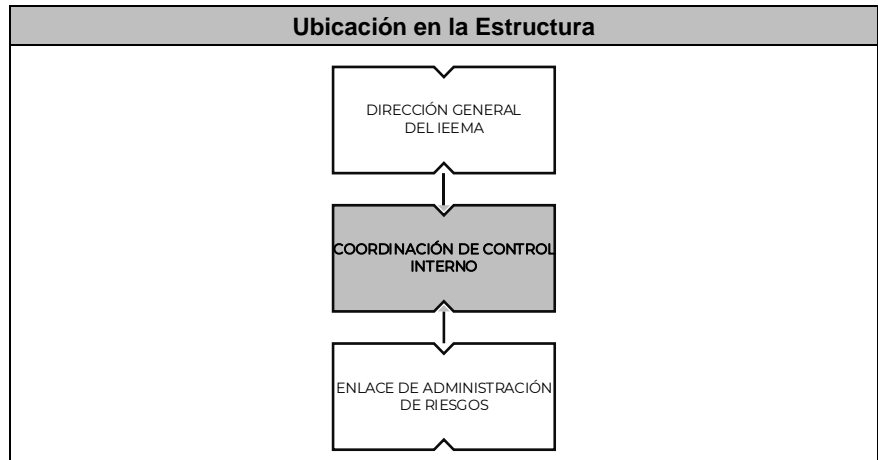 Ubicación en la Estructura
DIRECCIÓN GENERAL
DEL IEEMA
COORDINACIÓN DE CONTROL
INTERNO
ENLACE DE ADMINISTRACIÓN
DE RIESGOS